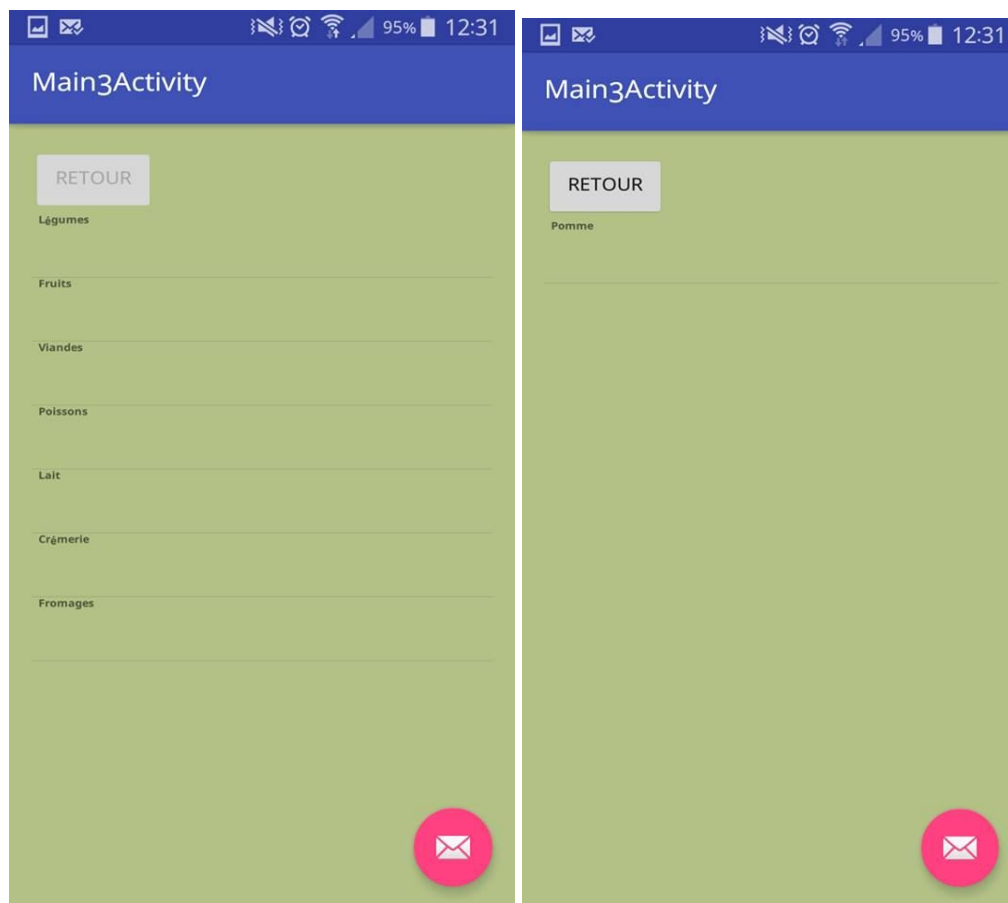 95% 12:31
Main3Activity
RETOUR
Légumes
Fruits
Viandes
Poissons
Lait
Crémerie
Fromages
95% 12:31
Main3Activity
RETOUR
Pomme